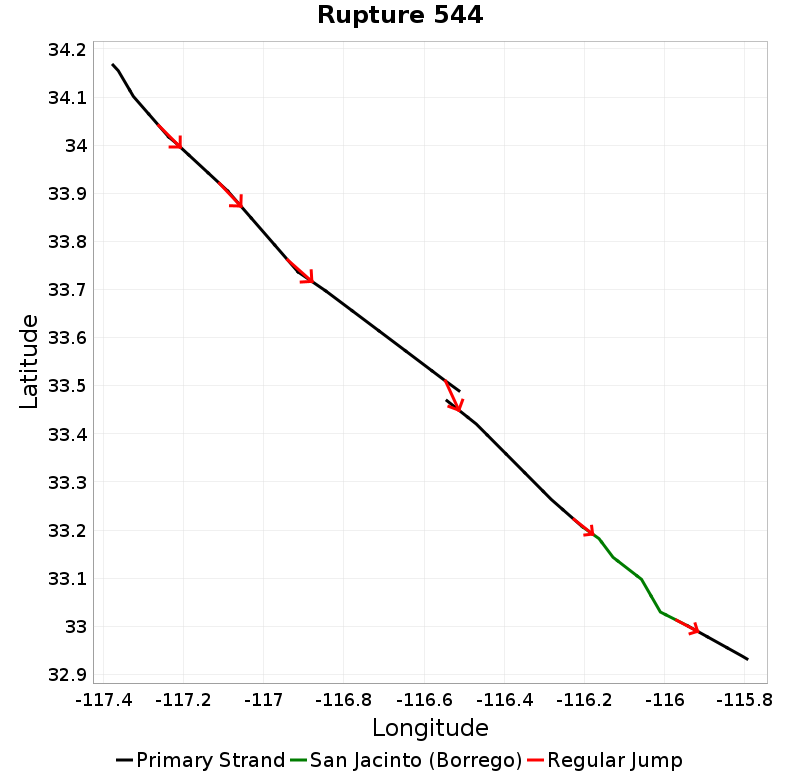 Rupture 544
34.2
34.1
34
33.9
33.8
33.7
33.6
33.5
33.4
33.3
33.2
33.1
33
32.9
Latitude
-117.4 -117.2 -117 -116.8 -116.6 -116.4 -116.2 -116 -115.8
Longitude
Primary Strand San Jacinto (Borrego) Regular Jump